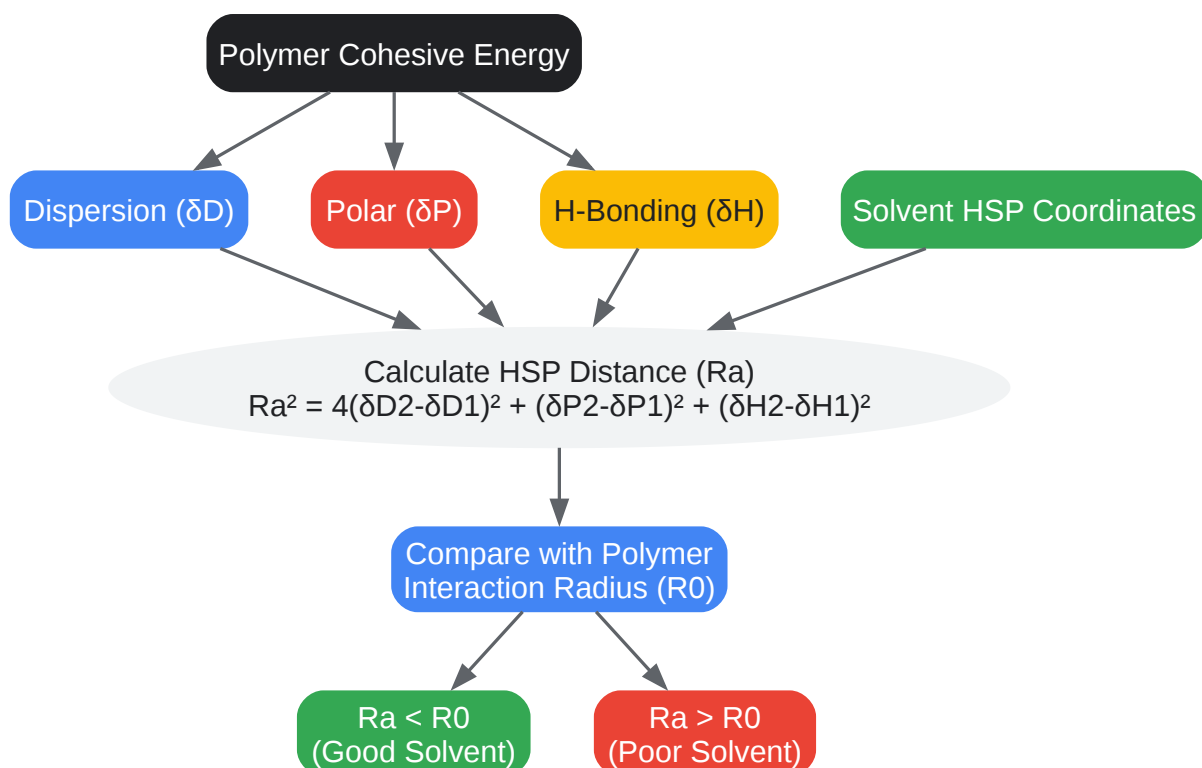 Polymer Cohesive Energy
Dispersion (δD)
Polar (δP)
H-Bonding (δH)
Solvent HSP Coordinates
Calculate HSP Distance (Ra)
Ra² = 4(δD2-δD1)² + (δP2-δP1)² + (δH2-δH1)²
Compare with Polymer
Interaction Radius (R0)
Ra < R0
(Good Solvent)
Ra > R0
(Poor Solvent)